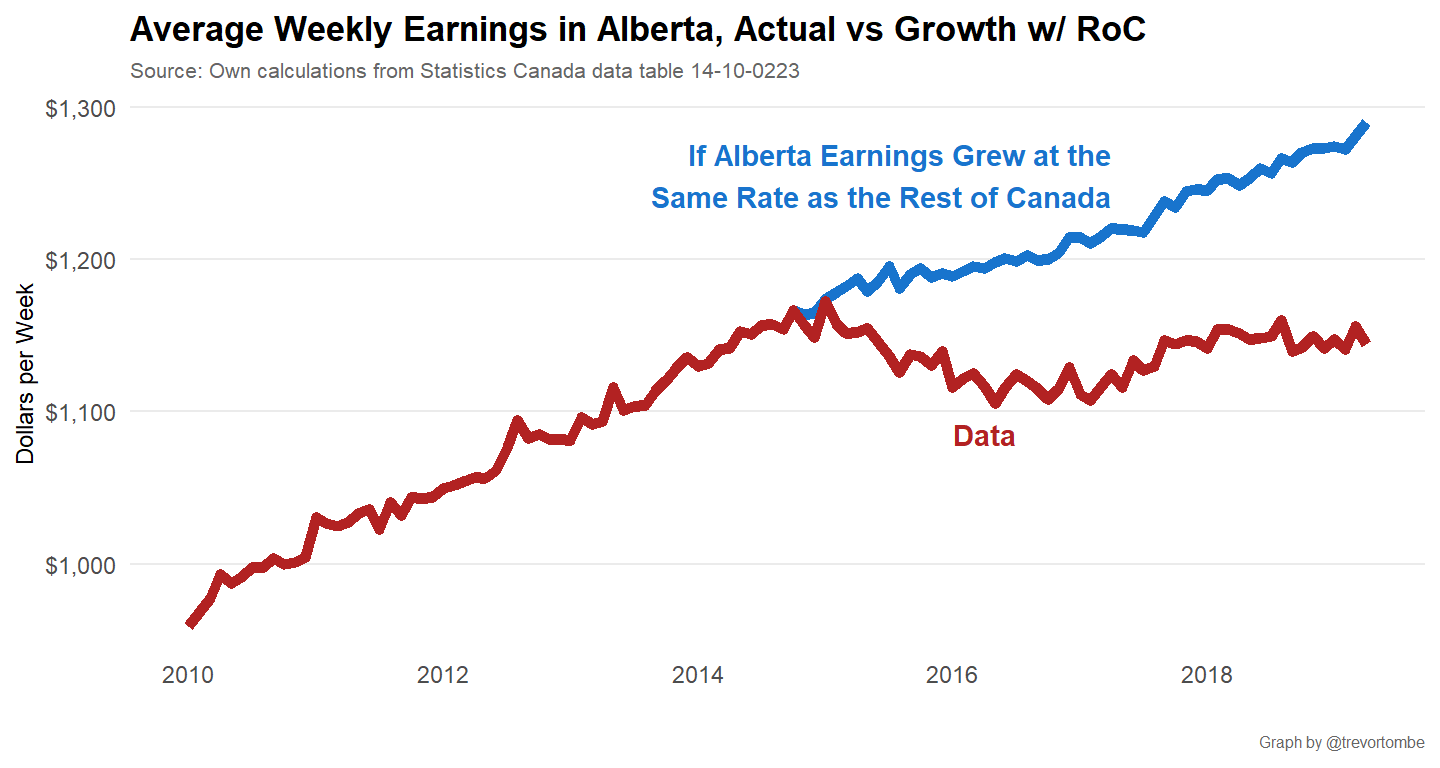 Average Weekly Earnings in Alberta, Actual vs Growth w/ RoC
Source: Own calculations from Statistics Canada data table 14-10-0223
$1,300
If Alberta Earnings Grew at the
Same Rate as the Rest of Canada
$1,200
Dollars per Week
$1,100
Data
$1,000
2010 2012 2014 2016 2018
Graph by @trevortombe